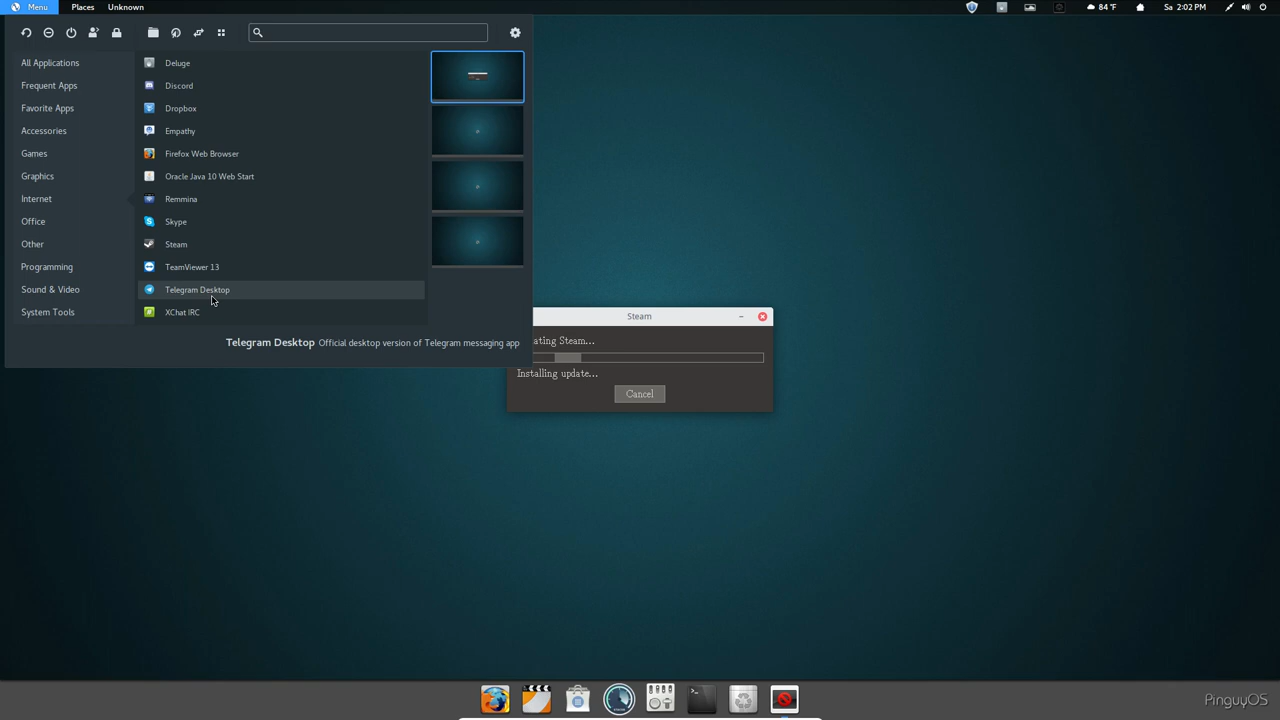 Menu Places Unknown
84 °F Sa 2:02 PM
All Applications
Frequent Apps
Favorite Apps
Accessories
Games
Graphics
Internet
Office
Other
Programming
Sound & Video
System Tools
Deluge
Discord
Dropbox
Empathy
Firefox Web Browser
Oracle Java 10 Web Start
Remmina
Skype
Steam
TeamViewer 13
Telegram Desktop
XChat IRC
Telegram Desktop Official desktop version of Telegram messaging app
Steam
ating Steam...
Installing update...
Cancel
PinguyOS